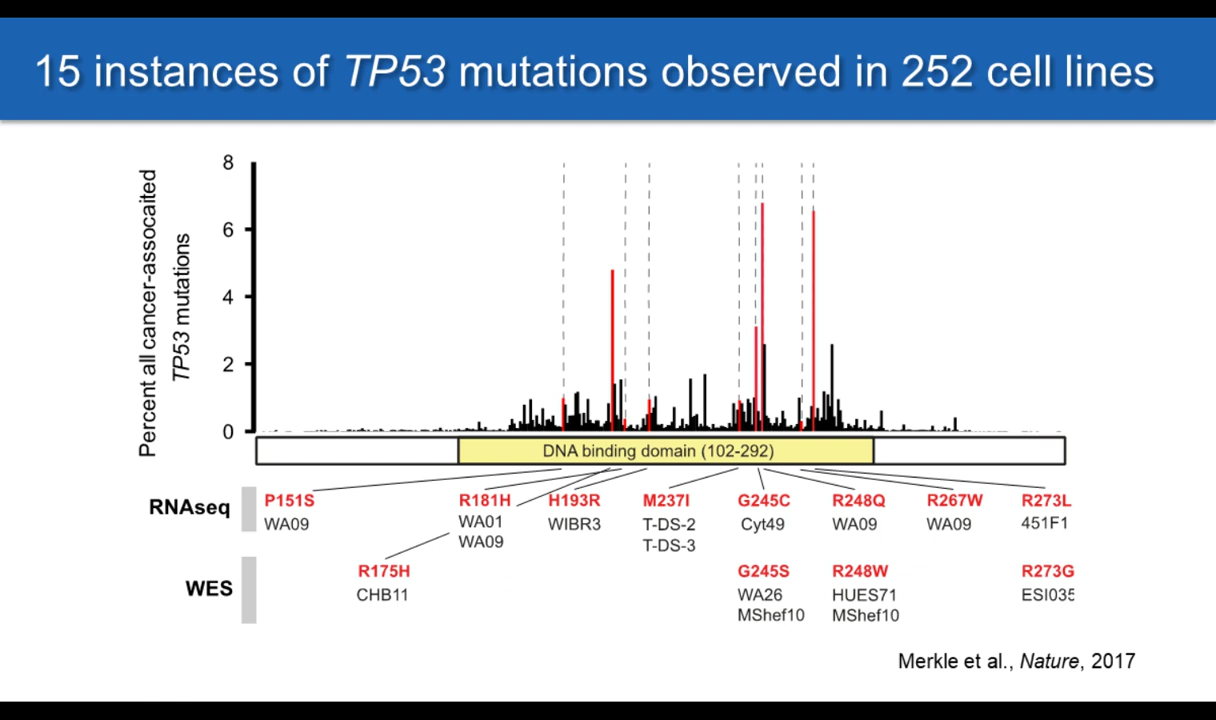 15 instances of TP53 mutations observed in 252 cell lines
Percent all cancer-assocaited
TP53 mutations
8
6
4
2
0
DNA binding domain (102-292)
RNAseq
P151S
WA09
R181H
WA01
WA09
H193R
WIBR3
M237I
T-DS-2
T-DS-3
G245C
Cyt49
R248Q
WA09
R267W
WA09
R273L
451F1
WES
R175H
CHB11
G245S
WA26
MShef10
R248W
HUES71
MShef10
R273G
ESI035
Merkle et al., Nature, 2017